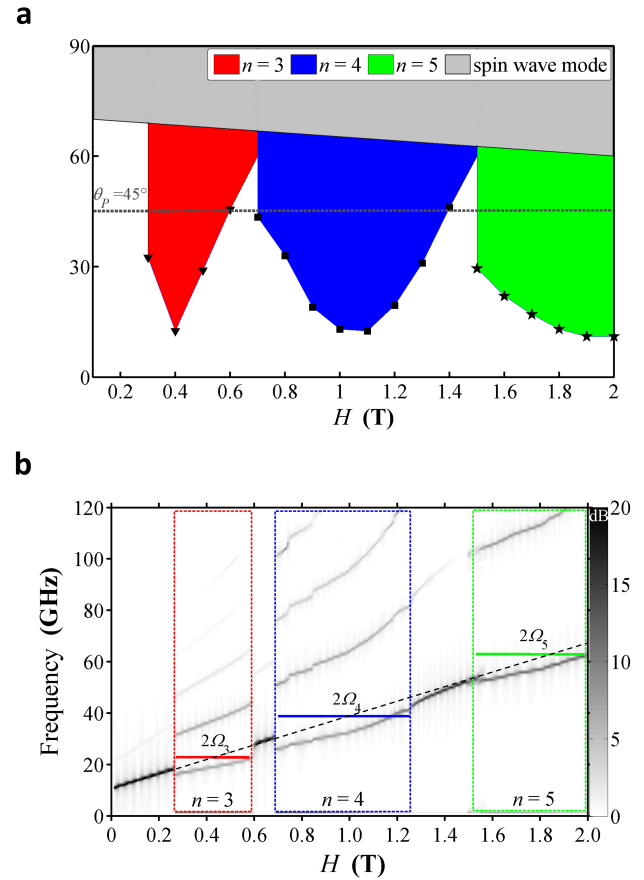 a
90
n = 3 n = 4 n = 5 spin wave mode
60
θP =45°
30
0
0.2 0.4 0.6 0.8 1 1.2 1.4 1.6 1.8 2
H (T)
b
120 20
dB
100
15
80
2Ω5
60 10
2Ω4
40
5
2Ω3
20
n = 3 n = 4 n = 5
0 0
0 0.2 0.4 0.6 0.8 1.0 1.2 1.4 1.6 1.8 2.0
H (T)
Frequency (GHz)